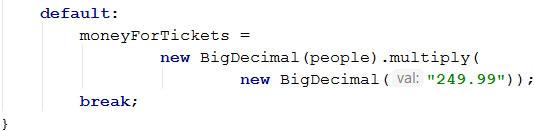 default:
moneyForTickets =
new BigDecimal(people).multiply(
new BigDecimal( val: "249.99"));
break;
}